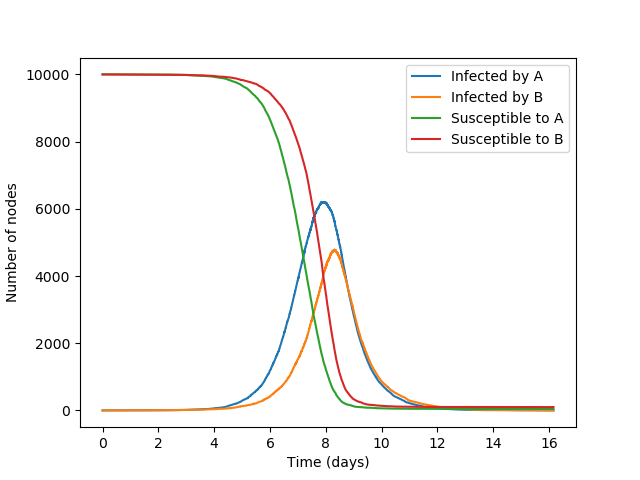 10000
8000
6000
4000
2000
0
Number of nodes
Infected by A
Infected by B
Susceptible to A
Susceptible to B
0 2 4 6 8 10 12 14 16
Time (days)